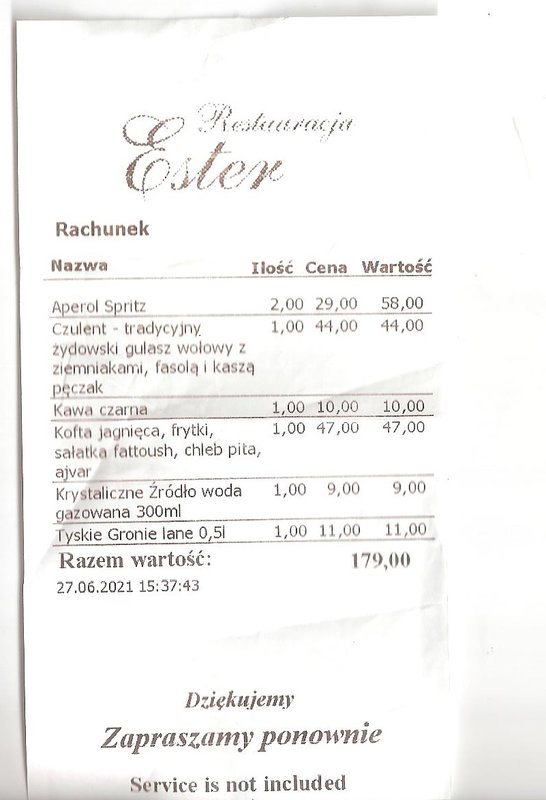 Restauracja
Ester
Rachunek
Nazwa Ilość Cena Wartość
Aperol Spritz 2,00 29,00 58,00
Czulent - tradycyjny 1,00 44,00 44,00
żydowski gulasz wołowy z
ziemniakami, fasolą i kaszą
pęczak
Kawa czarna 1,00 10,00 10,00
Kofta jagnięca, frytki, 1,00 47,00 47,00
sałatka fattoush, chleb pita,
ajvar
Krystaliczne Źródło woda 1,00 9,00 9,00
gazowana 300ml
Tyskie Gronie lane 0,5l 1,00 11,00 11,00
Razem wartość: 179,00
27.06.2021 15:37:43
Dziękujemy
Zapraszamy ponownie
Service is not included